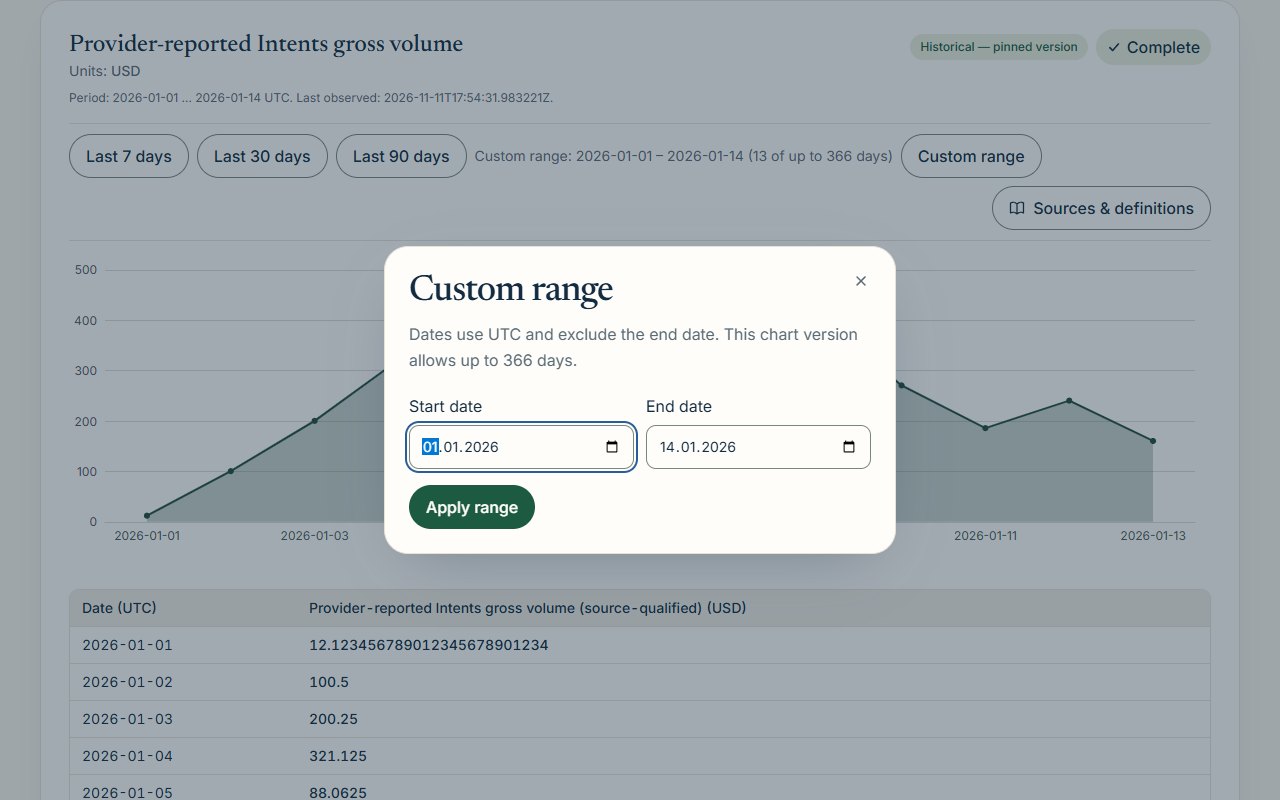 Provider-reported Intents gross volume
Historical — pinned version
Complete
Units: USD
Period: 2026-01-01 ... 2026-01-14 UTC. Last observed: 2026-11-11T17:54:31.983221Z.
Last 7 days
Last 30 days
Last 90 days
Custom range: 2026-01-01 – 2026-01-14 (13 of up to 366 days)
Custom range
Sources & definitions
Custom range
Dates use UTC and exclude the end date. This chart version
allows up to 366 days.
Start date
End date
01.01.2026
14.01.2026
Apply range
500
400
300
200
100
0
2026-01-01
2026-01-03
2026-01-11
2026-01-13
Date (UTC)
Provider-reported Intents gross volume (source-qualified) (USD)
2026-01-01
12.123456789012345678901234
2026-01-02
100.5
2026-01-03
200.25
2026-01-04
321.125
2026-01-05
88.0625